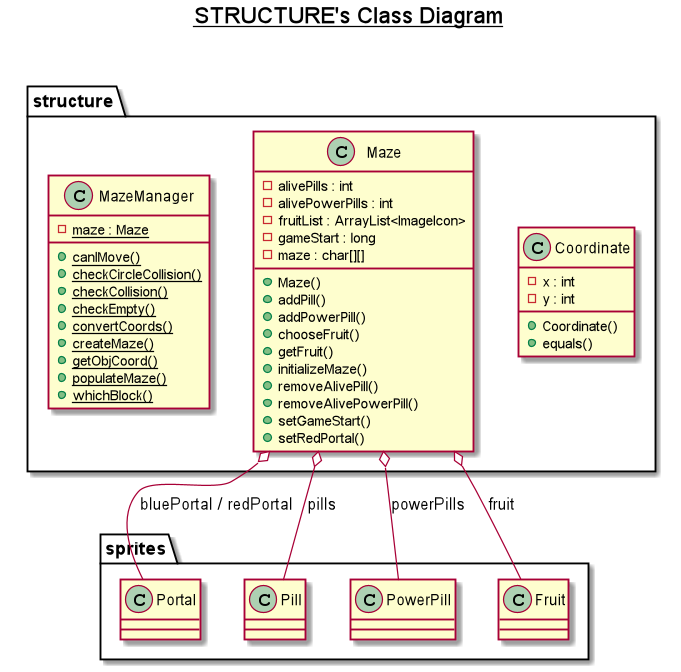 STRUCTURE's Class Diagram
structure
C MazeManager
maze : Maze
canIMove()
checkCircleCollision()
checkCollision()
checkEmpty()
convertCoords()
createMaze()
getObjCoord()
populateMaze()
whichBlock()
C Maze
alivePills : int
alivePowerPills : int
fruitList : ArrayList<ImageIcon>
gameStart : long
maze : char[][]
Maze()
addPill()
addPowerPill()
chooseFruit()
getFruit()
initializeMaze()
removeAlivePill()
removeAlivePowerPill()
setGameStart()
setRedPortal()
C Coordinate
x : int
y : int
Coordinate()
equals()
bluePortal / redPortal
pills
powerPills
fruit
sprites
C Portal
C Pill
C PowerPill
C Fruit